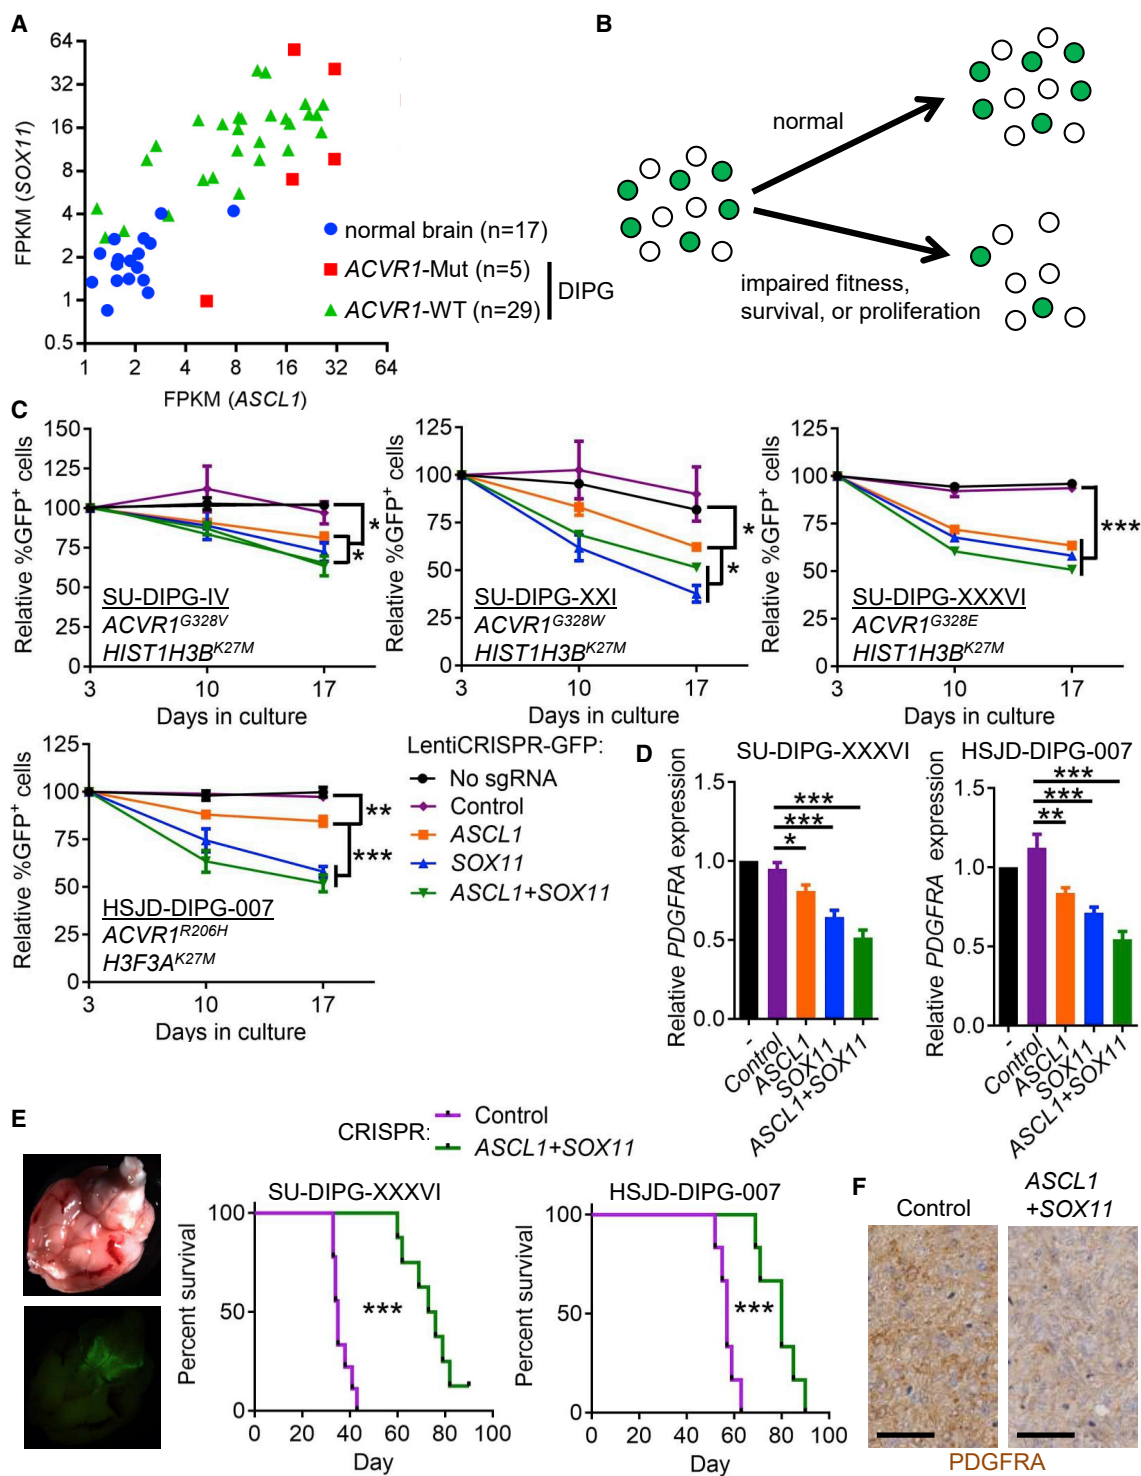 A
64
32
16
8
4
2
1
0.5
FPKM (SOX11)
1 2 4 8 16 32 64
FPKM (ASCL1)
normal brain (n=17)
ACVR1-Mut (n=5)
ACVR1-WT (n=29)
DIPG
B
normal
impaired fitness,
survival, or proliferation
C
Relative %GFP+ cells
150
125
100
75
50
25
0
*
*
SU-DIPG-IV
ACVR1G328V
HIST1H3BK27M
3 10 17
Days in culture
Relative %GFP+ cells
125
100
75
50
25
0
*
*
SU-DIPG-XXI
ACVR1G328W
HIST1H3BK27M
3 10 17
Days in culture
Relative %GFP+ cells
125
100
75
50
25
0
***
SU-DIPG-XXXVI
ACVR1G328E
HIST1H3BK27M
3 10 17
Days in culture
Relative %GFP+ cells
125
100
75
50
25
0
**
***
HSJD-DIPG-007
ACVR1R206H
H3F3AK27M
3 10 17
Days in culture
LentiCRISPR-GFP:
No sgRNA
Control
ASCL1
SOX11
ASCL1+SOX11
D
SU-DIPG-XXXVI
Relative PDGFRA expression
1.5
1.0
0.5
0.0
***
***
*
-
Control
ASCL1
SOX11
ASCL1+SOX11
HSJD-DIPG-007
Relative PDGFRA expression
1.5
1.0
0.5
0.0
***
***
**
-
Control
ASCL1
SOX11
ASCL1+SOX11
E
CRISPR:
Control
ASCL1+SOX11
SU-DIPG-XXXVI
Percent survival
100
50
0
***
0 20 40 60 80 100
Day
HSJD-DIPG-007
Percent survival
100
50
0
***
0 20 40 60 80 100
Day
F
Control
ASCL1
+SOX11
PDGFRA